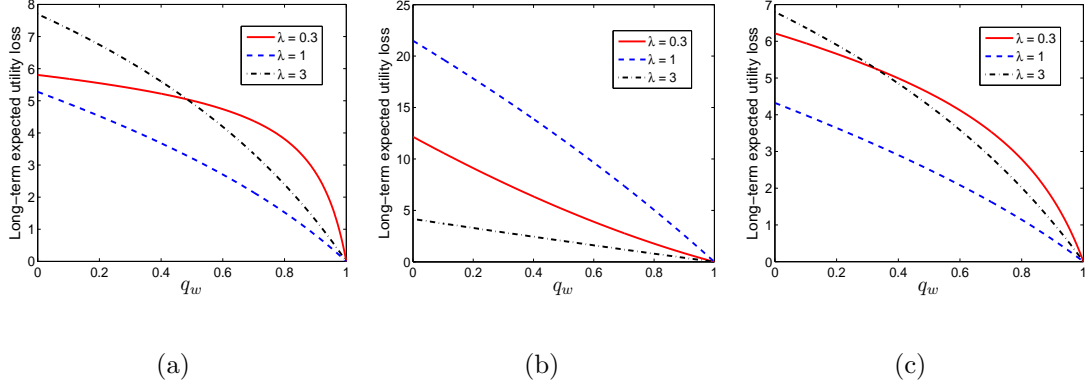 Long−term expected utility loss
8
7
6
5
4
3
2
1
0
0
0.2
0.4
0.6
0.8
1
q_w
λ = 0.3
λ = 1
λ = 3
(a)
Long−term expected utility loss
25
20
15
10
5
0
0
0.2
0.4
0.6
0.8
1
q_w
λ = 0.3
λ = 1
λ = 3
(b)
Long−term expected utility loss
7
6
5
4
3
2
1
0
0
0.2
0.4
0.6
0.8
1
q_w
λ = 0.3
λ = 1
λ = 3
(c)